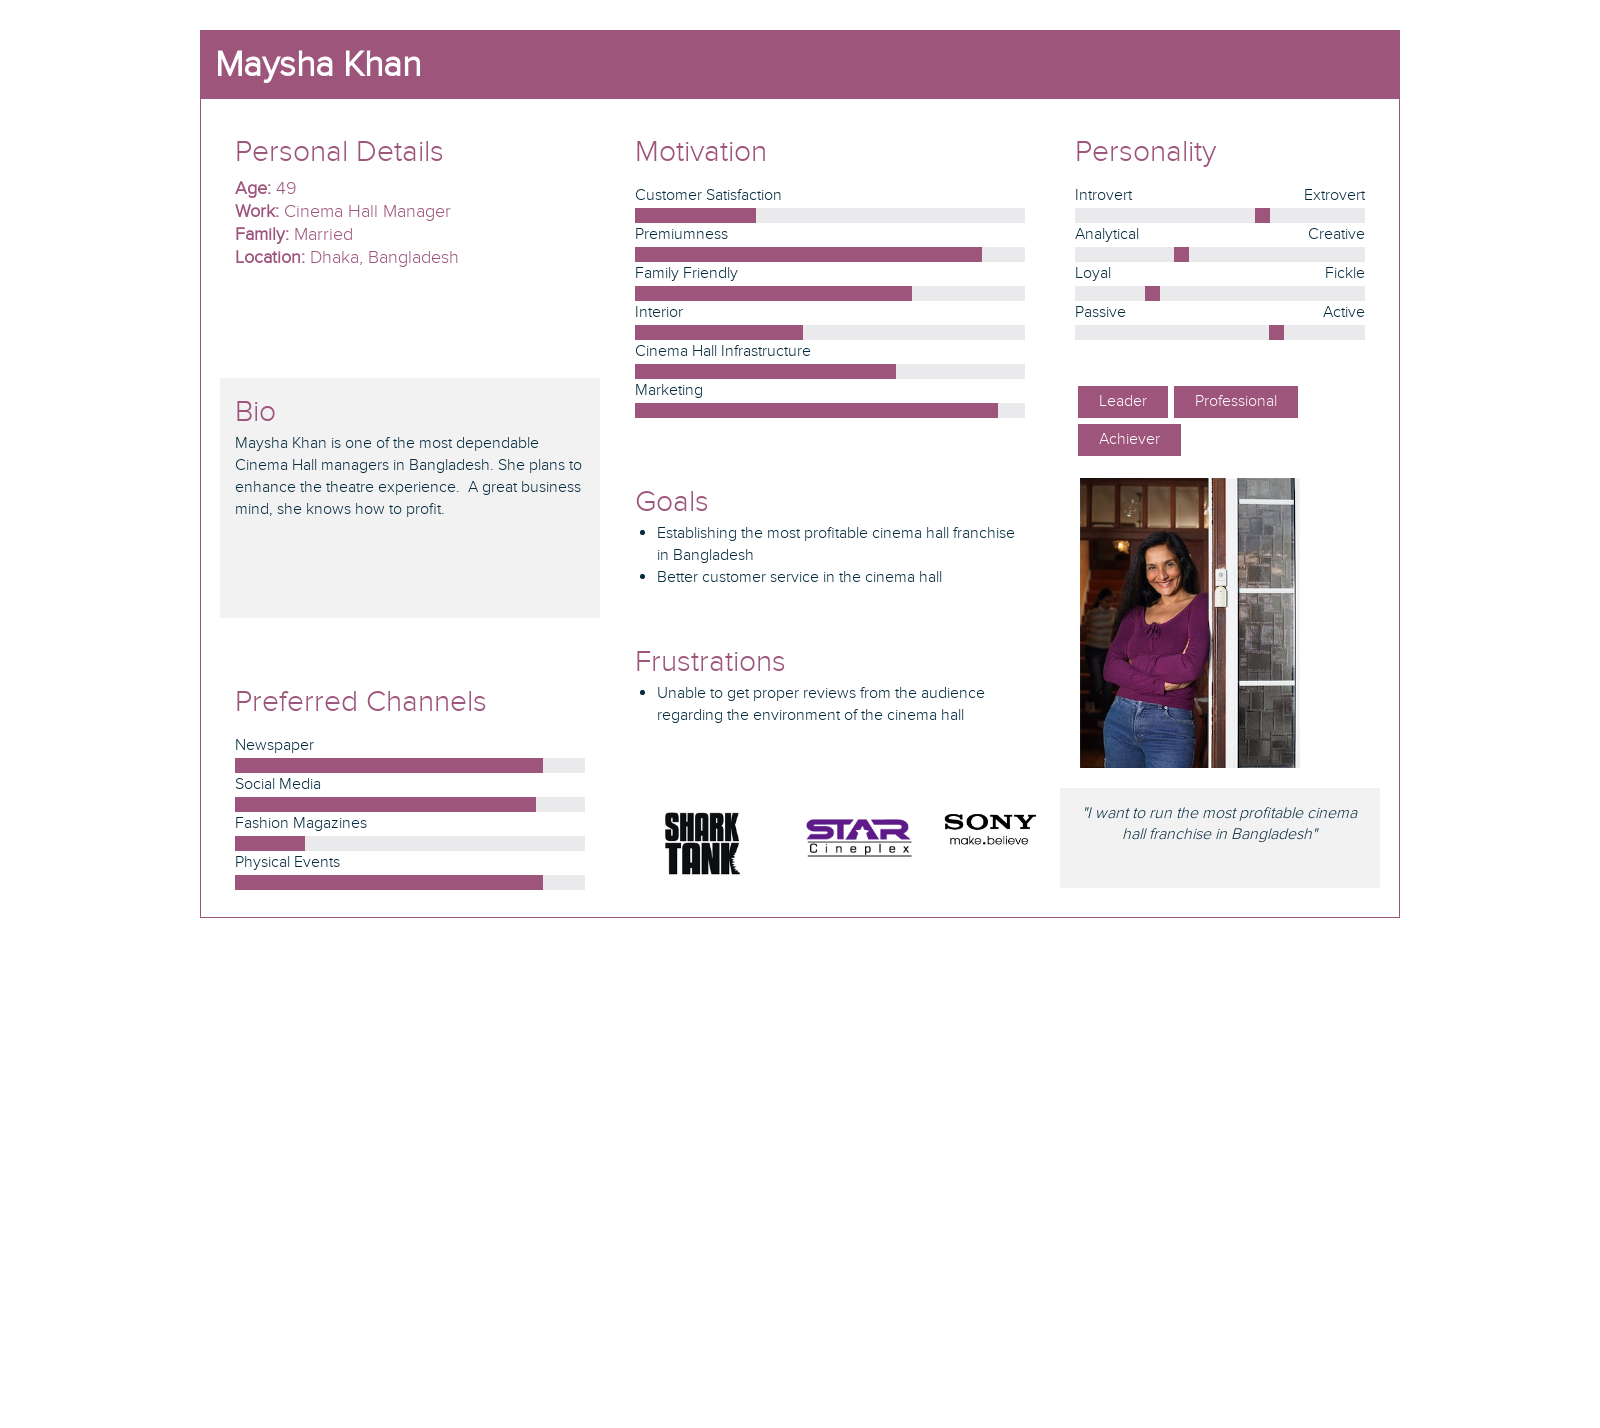 Maysha Khan
Personal Details
Age: 49
Work: Cinema Hall Manager
Family: Married
Location: Dhaka, Bangladesh
Bio
Maysha Khan is one of the most dependable
Cinema Hall managers in Bangladesh. She plans to
enhance the theatre experience.  A great business
mind, she knows how to profit.
Preferred Channels
Newspaper
Social Media
Fashion Magazines
Physical Events
Motivation
Customer Satisfaction
Premiumness
Family Friendly
Interior
Cinema Hall Infrastructure
Marketing
Goals
Establishing the most profitable cinema hall franchise
in Bangladesh
Better customer service in the cinema hall
Frustrations
Unable to get proper reviews from the audience
regarding the environment of the cinema hall
SHARK
TANK
STAR
Cineplex
SONY
make.believe
Personality
Introvert Extrovert
Analytical Creative
Loyal Fickle
Passive Active
Leader Professional
Achiever
"I want to run the most profitable cinema
hall franchise in Bangladesh"